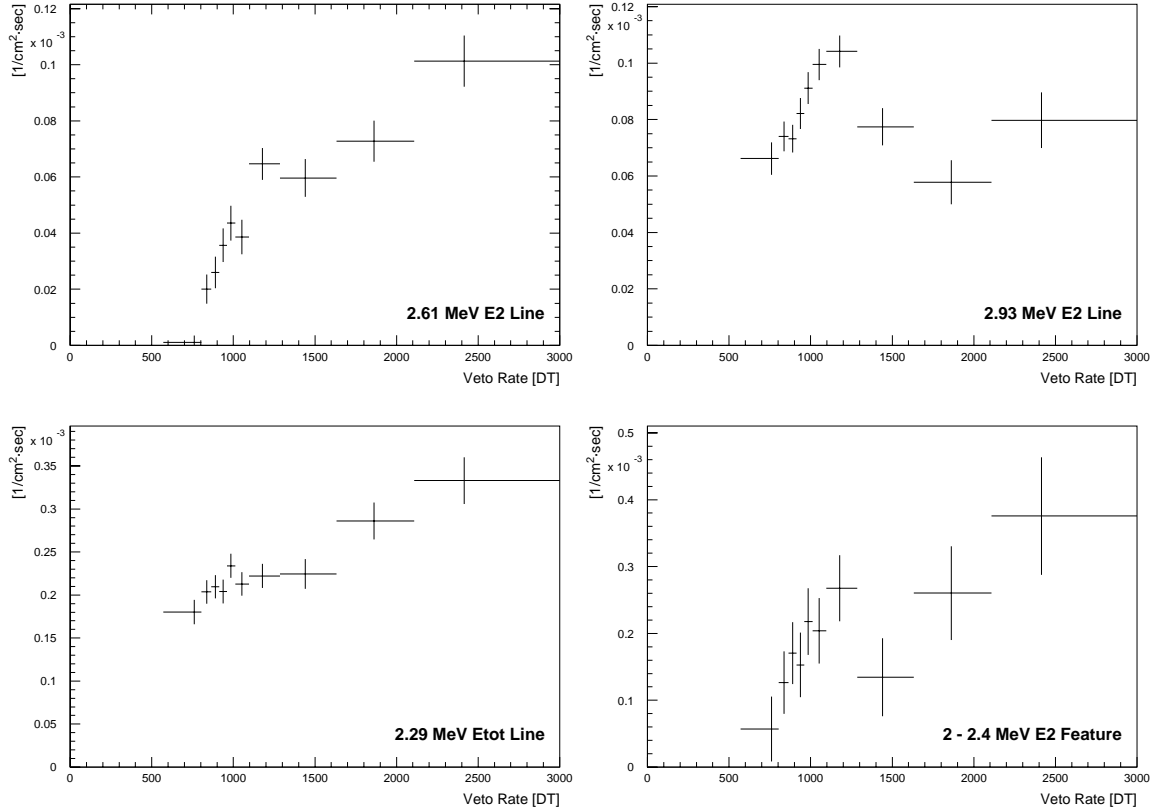 [1/cm²·sec]
x 10 -3
0.12
0.1
0.08
0.06
0.04
0.02
0
0 500 1000 1500 2000 2500 3000
2.61 MeV E2 Line
Veto Rate [DT]
[1/cm²·sec]
x 10 -3
0.12
0.1
0.08
0.06
0.04
0.02
0
0 500 1000 1500 2000 2500 3000
2.93 MeV E2 Line
Veto Rate [DT]
[1/cm²·sec]
x 10 -3
0.35
0.3
0.25
0.2
0.15
0.1
0.05
0
0 500 1000 1500 2000 2500 3000
2.29 MeV Etot Line
Veto Rate [DT]
[1/cm²·sec]
0.5
x 10 -3
0.4
0.3
0.2
0.1
0
0 500 1000 1500 2000 2500 3000
2 - 2.4 MeV E2 Feature
Veto Rate [DT]